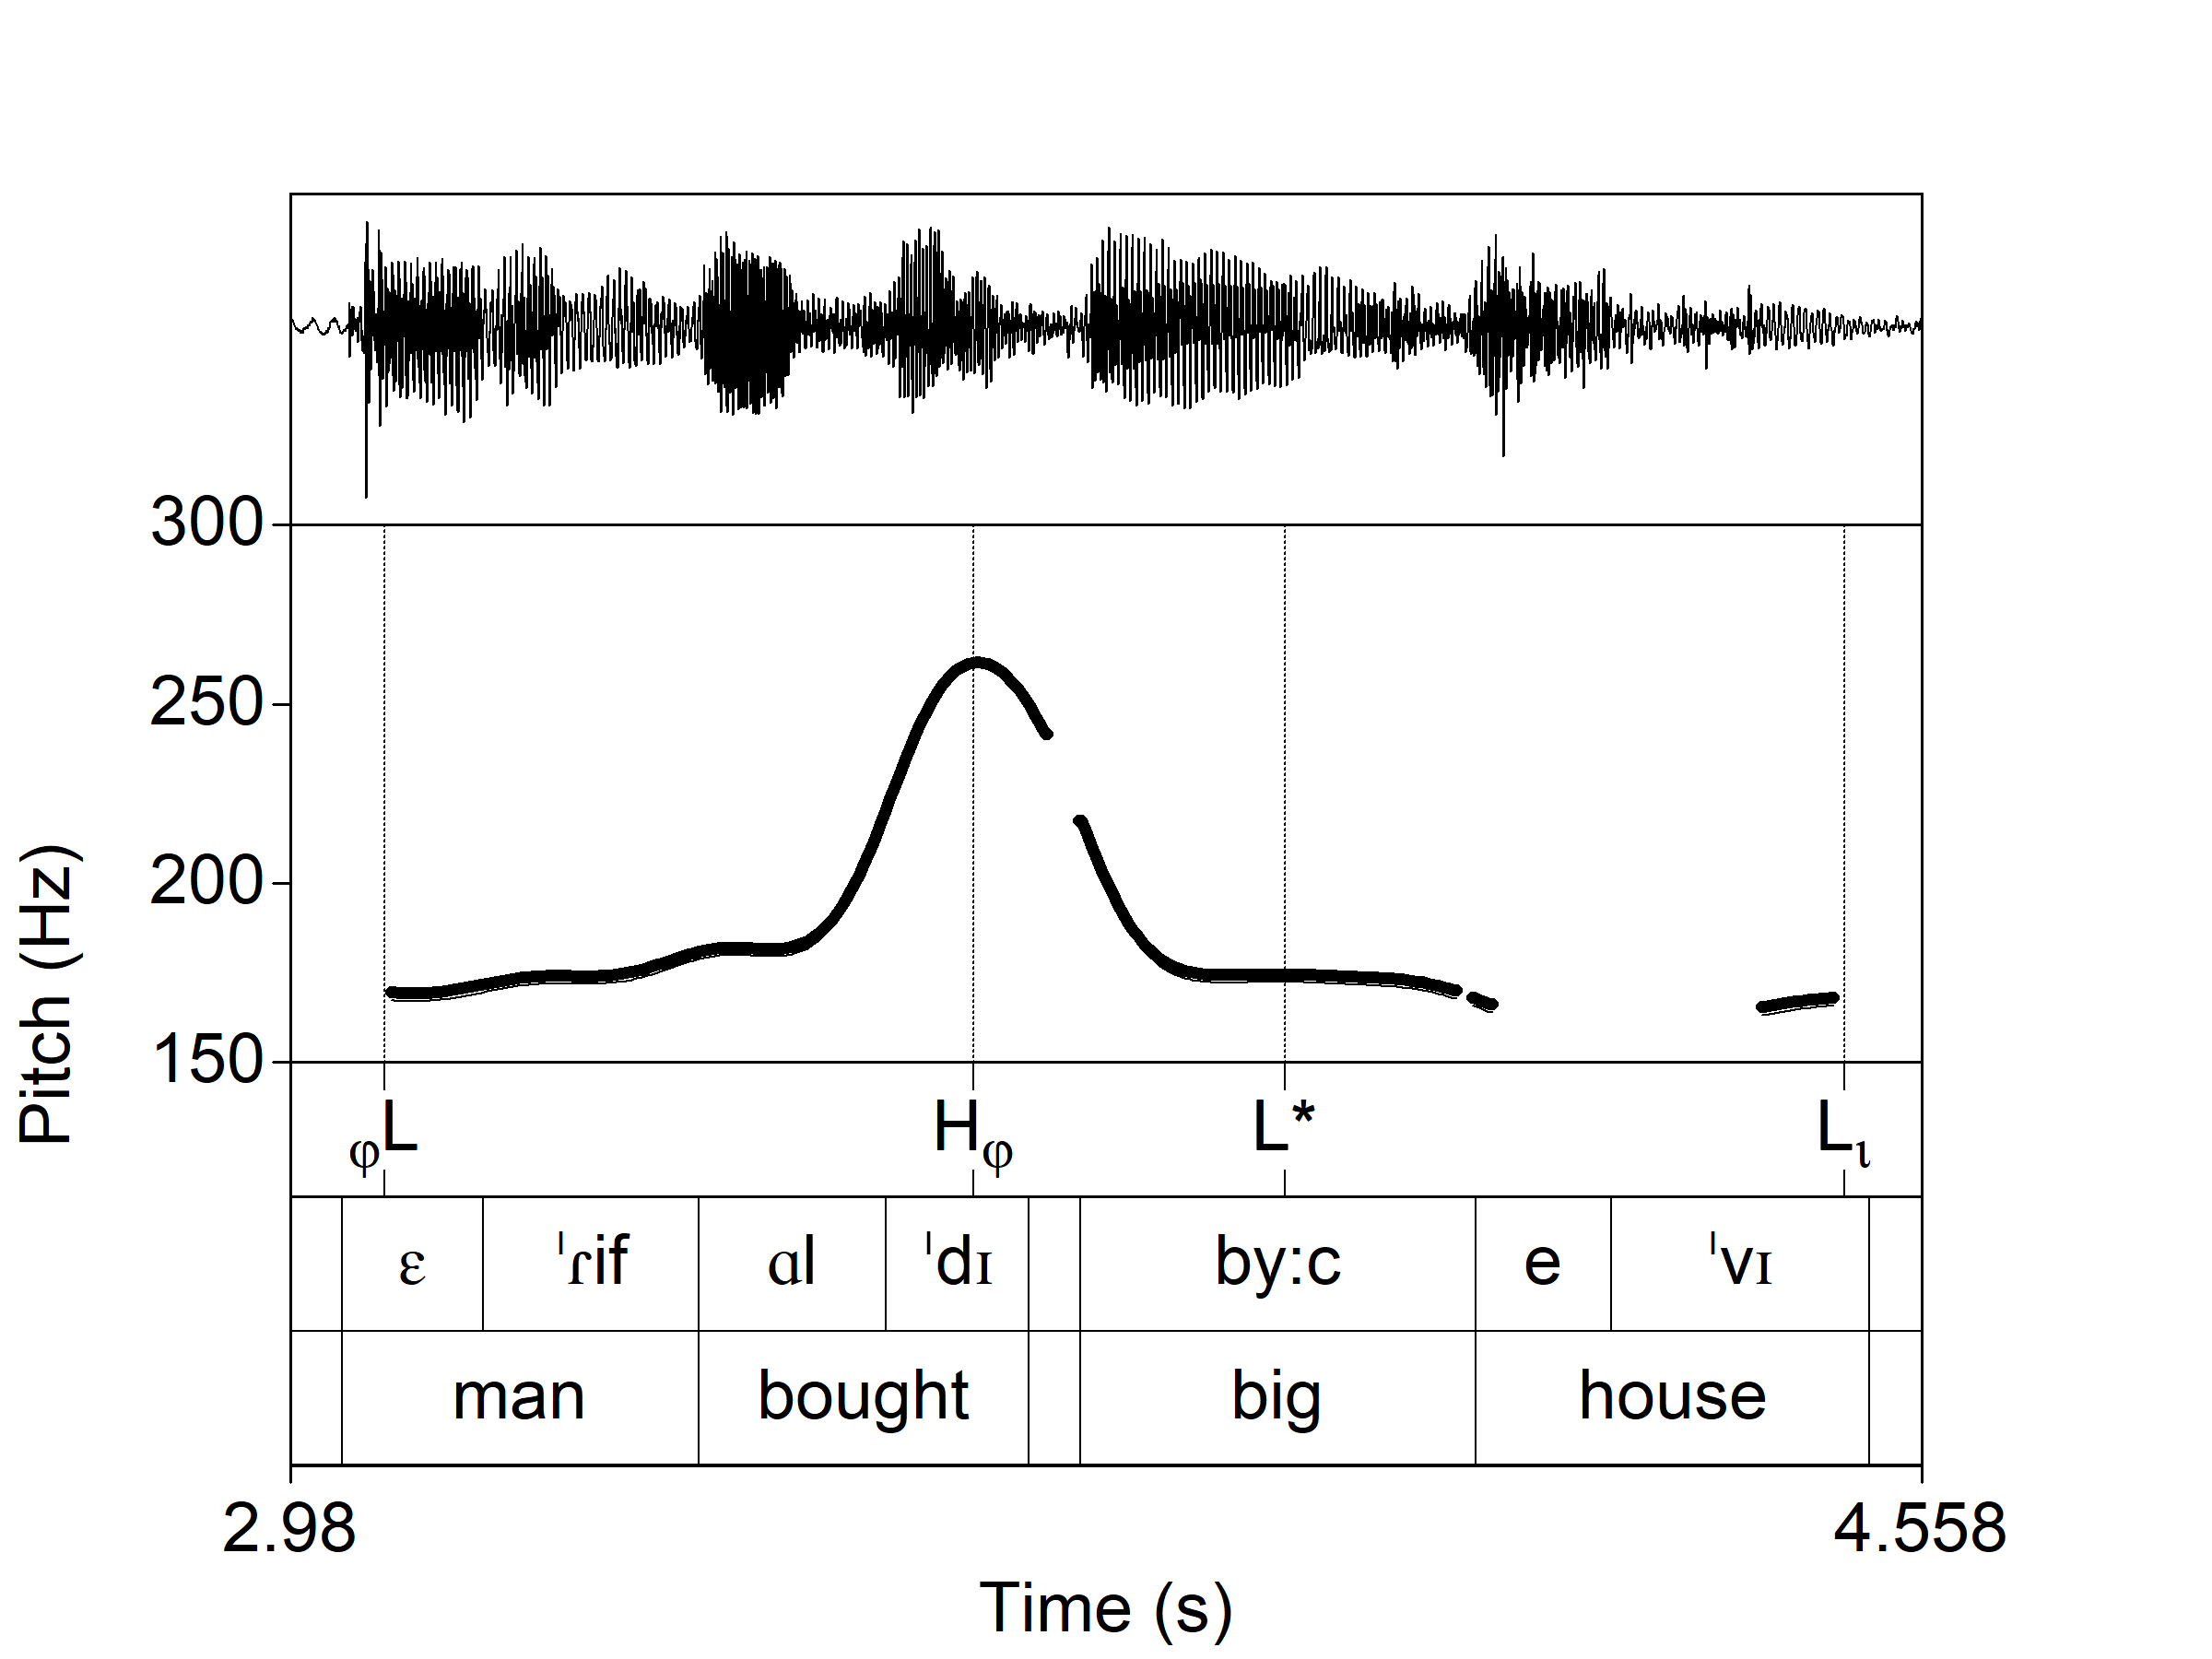 300
250
200
150
Pitch (Hz)
φL Hφ L* Lι
ɛ ˈɾif ɑl ˈdɪ by:c e ˈvɪ
man bought big house
2.98 4.558
Time (s)